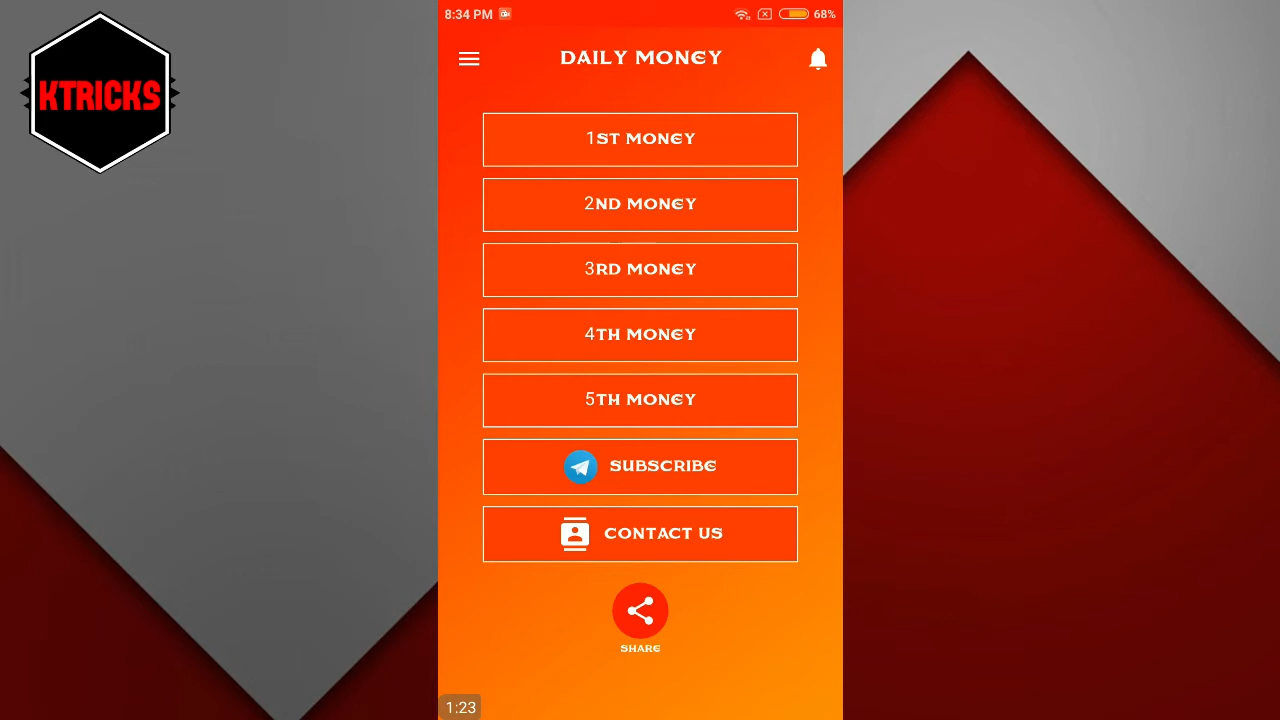 KTRICKS
8:34 PM
68%
DAILY MONEY
1ST MONEY
2ND MONEY
3RD MONEY
4TH MONEY
5TH MONEY
SUBSCRIBE
CONTACT US
SHARE
1:23